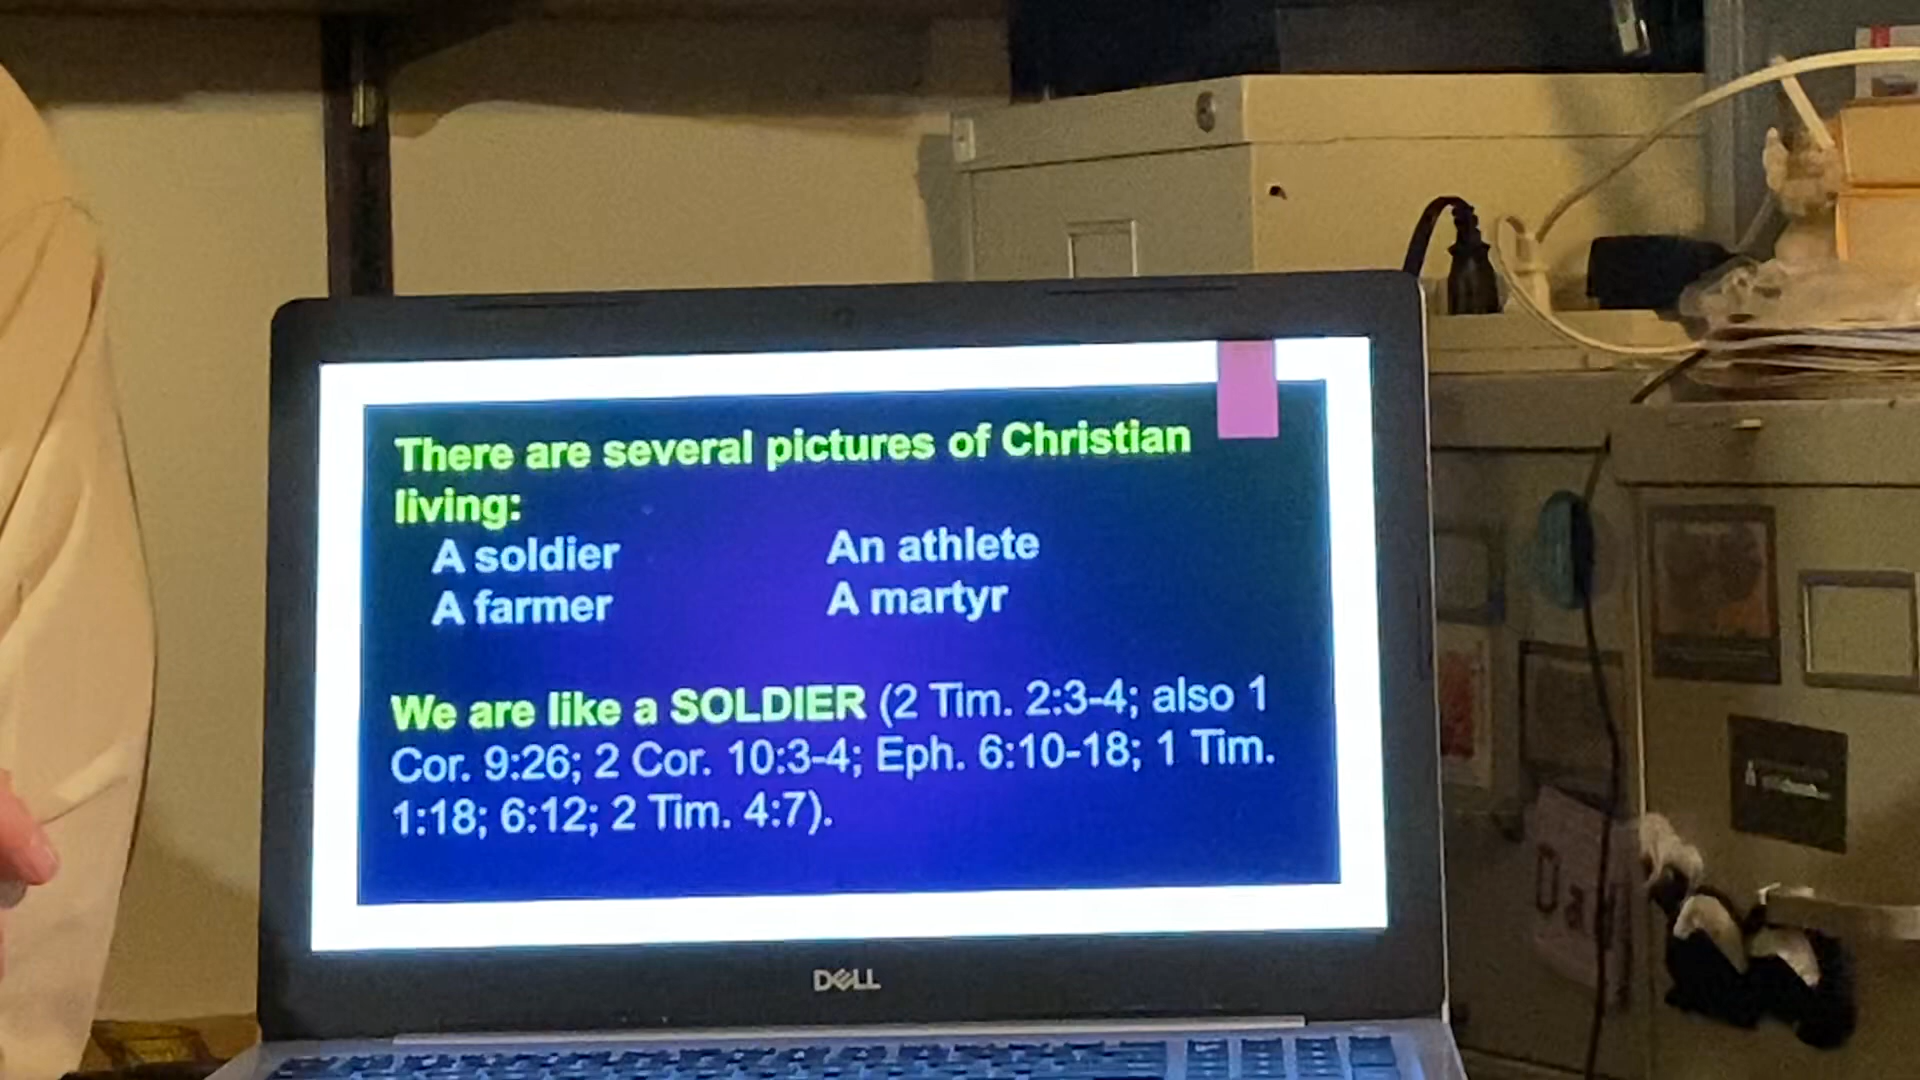 There are several pictures of Christian
living:
A soldier An athlete
A farmer A martyr
We are like a SOLDIER (2 Tim. 2:3-4; also 1
Cor. 9:26; 2 Cor. 10:3-4; Eph. 6:10-18; 1 Tim.
1:18; 6:12; 2 Tim. 4:7).
DELL